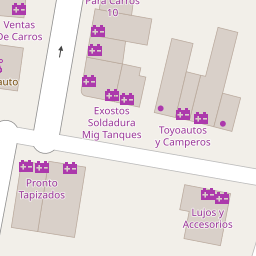 Para Carros
10
Ventas
De Carros
auto
Exostos
Soldadura
Mig Tanques
Toyoautos
y Camperos
Pronto
Tapizados
Lujos y
Accesorios